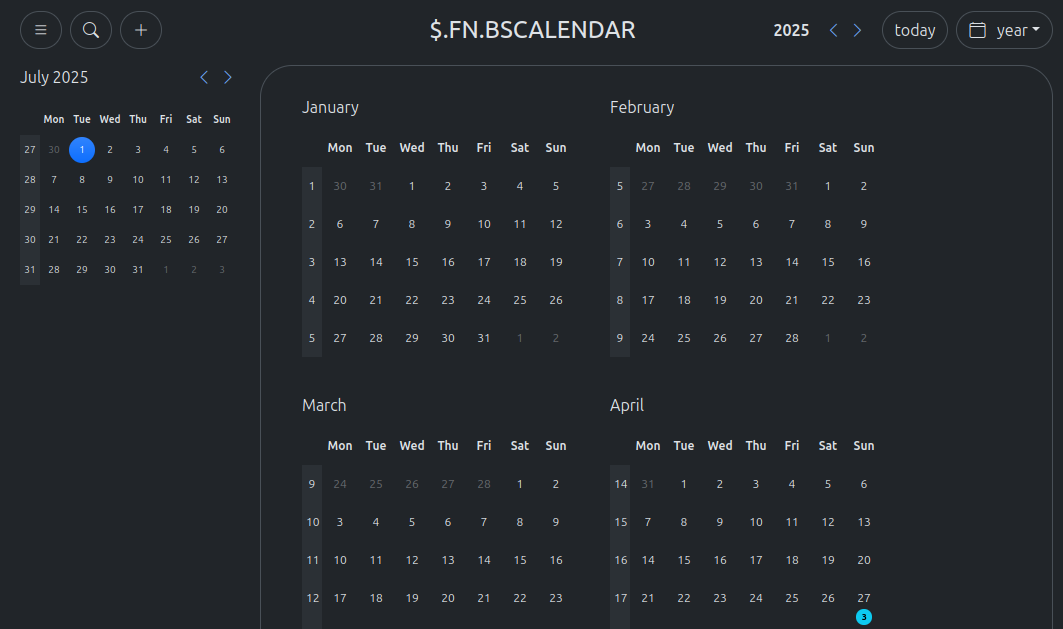 $.FN.BSCALENDAR 2025 today year
July 2025
Mon Tue Wed Thu Fri Sat Sun
27 30 1 2 3 4 5 6
28 7 8 9 10 11 12 13
29 14 15 16 17 18 19 20
30 21 22 23 24 25 26 27
31 28 29 30 31 1 2 3
January
Mon Tue Wed Thu Fri Sat Sun
1 30 31 1 2 3 4 5
2 6 7 8 9 10 11 12
3 13 14 15 16 17 18 19
4 20 21 22 23 24 25 26
5 27 28 29 30 31 1 2
February
Mon Tue Wed Thu Fri Sat Sun
5 27 28 29 30 31 1 2
6 3 4 5 6 7 8 9
7 10 11 12 13 14 15 16
8 17 18 19 20 21 22 23
9 24 25 26 27 28 1 2
March
Mon Tue Wed Thu Fri Sat Sun
9 24 25 26 27 28 1 2
10 3 4 5 6 7 8 9
11 10 11 12 13 14 15 16
12 17 18 19 20 21 22 23
April
Mon Tue Wed Thu Fri Sat Sun
14 31 1 2 3 4 5 6
15 7 8 9 10 11 12 13
16 14 15 16 17 18 19 20
17 21 22 23 24 25 26 27
3